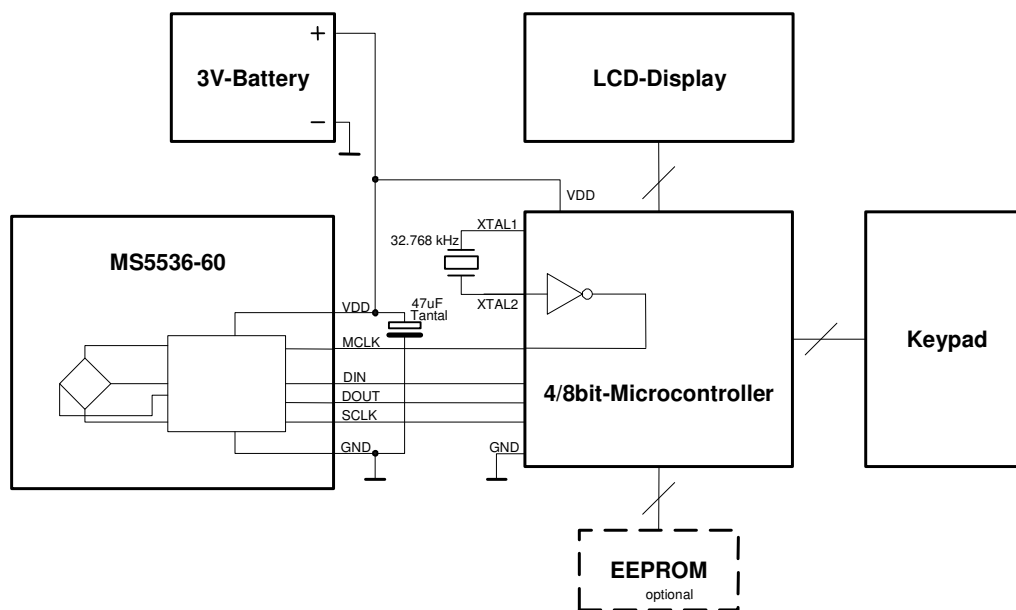 +
3V-Battery
−
LCD-Display
VDD
XTAL1
32.768 kHz
XTAL2
MS5536-60
VDD
47uF
Tantal
MCLK
DIN
DOUT
SCLK
GND
4/8bit-Microcontroller
GND
Keypad
EEPROM
optional